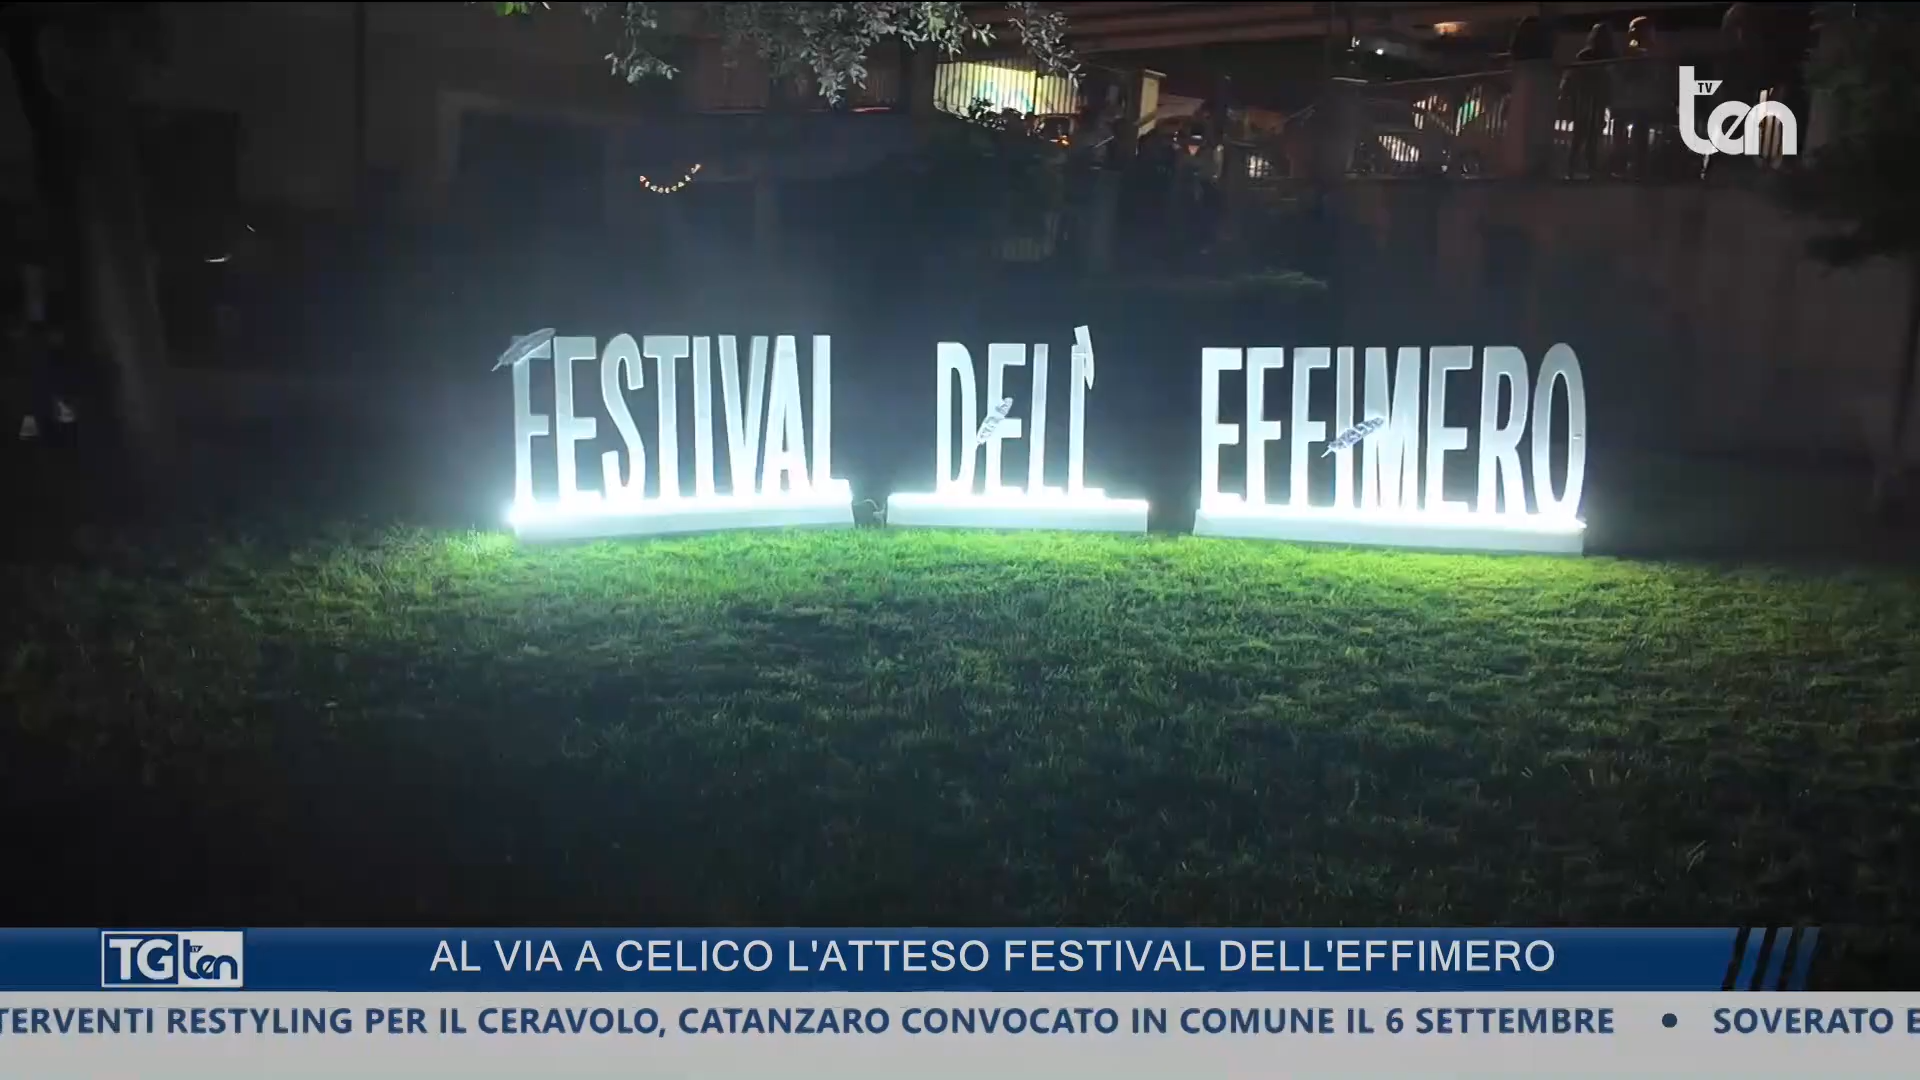 TV
ten
FESTIVAL DELL' EFFIMERO
TG TV ten
AL VIA A CELICO L'ATTESO FESTIVAL DELL'EFFIMERO
TERVENTI RESTYLING PER IL CERAVOLO, CATANZARO CONVOCATO IN COMUNE IL 6 SETTEMBRE • SOVERATO E